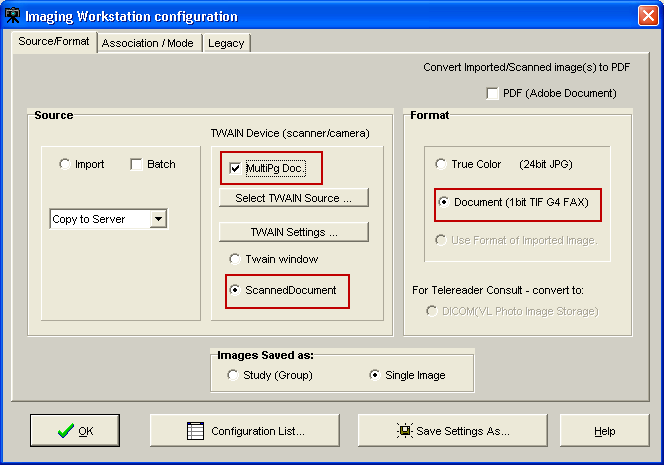 Imaging Workstation configuration
Source/Format
Association / Mode
Legacy
Convert Imported/Scanned image(s) to PDF
PDF (Adobe Document)
Source
TWAIN Device (scanner/camera)
Import
Batch
Copy to Server
MultiPg Doc.
Select TWAIN Source ...
TWAIN Settings ...
Twain window
ScannedDocument
Format
True Color (24bit JPG)
Document (1bit TIF G4 FAX)
Use Format of Imported Image.
For Telereader Consult - convert to:
DICOM(VL Photo Image Storage)
Images Saved as:
Study (Group)
Single Image
OK
Configuration List...
Save Settings As...
Help